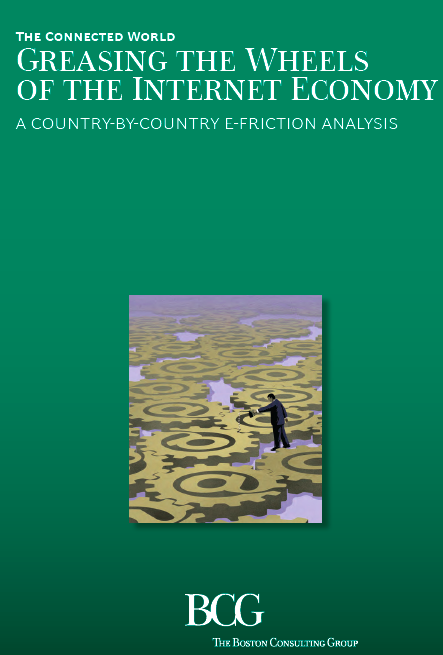 The Connected World
Greasing the Wheels
of the Internet Economy
A COUNTRY-BY-COUNTRY E-FRICTION ANALYSIS
BCG
The Boston Consulting Group